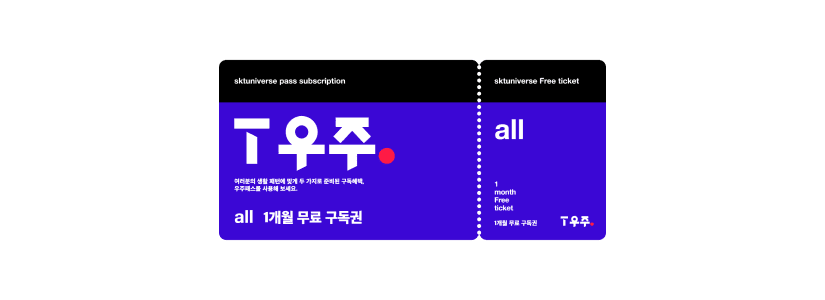 sktuniverse pass subscription
T우주.
여러분의 생활 패턴에 맞게 두 가지로 준비된 구독혜택,
우주패스를 사용해 보세요.
all 1개월 무료 구독권
sktuniverse Free ticket
all
1
month
Free
ticket
1개월 무료 구독권
T우주.